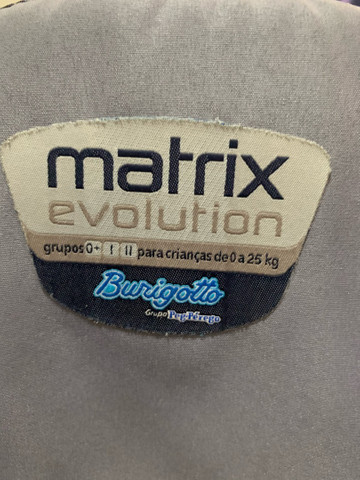 matrix
evolution
grupos 0+ I II para crianças de 0 a 25 kg
Burigotto
Grupo Peg-Pérego